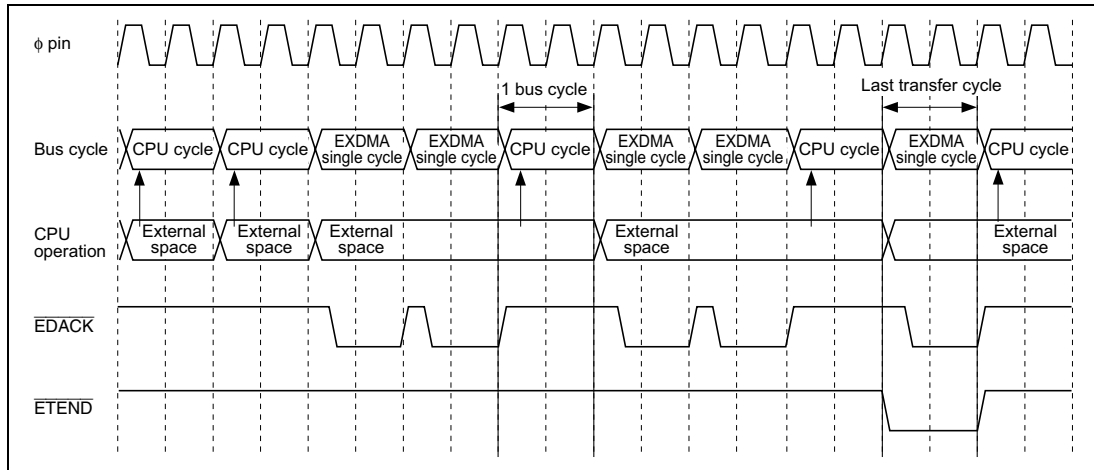 φ pin
1 bus cycle
Last transfer cycle
Bus cycle
CPU cycle
CPU cycle
EXDMA
single cycle
EXDMA
single cycle
CPU cycle
EXDMA
single cycle
EXDMA
single cycle
CPU cycle
EXDMA
single cycle
CPU cycle
CPU
operation
External
space
External
space
External
space
External
space
External
space
EDACK
ETEND